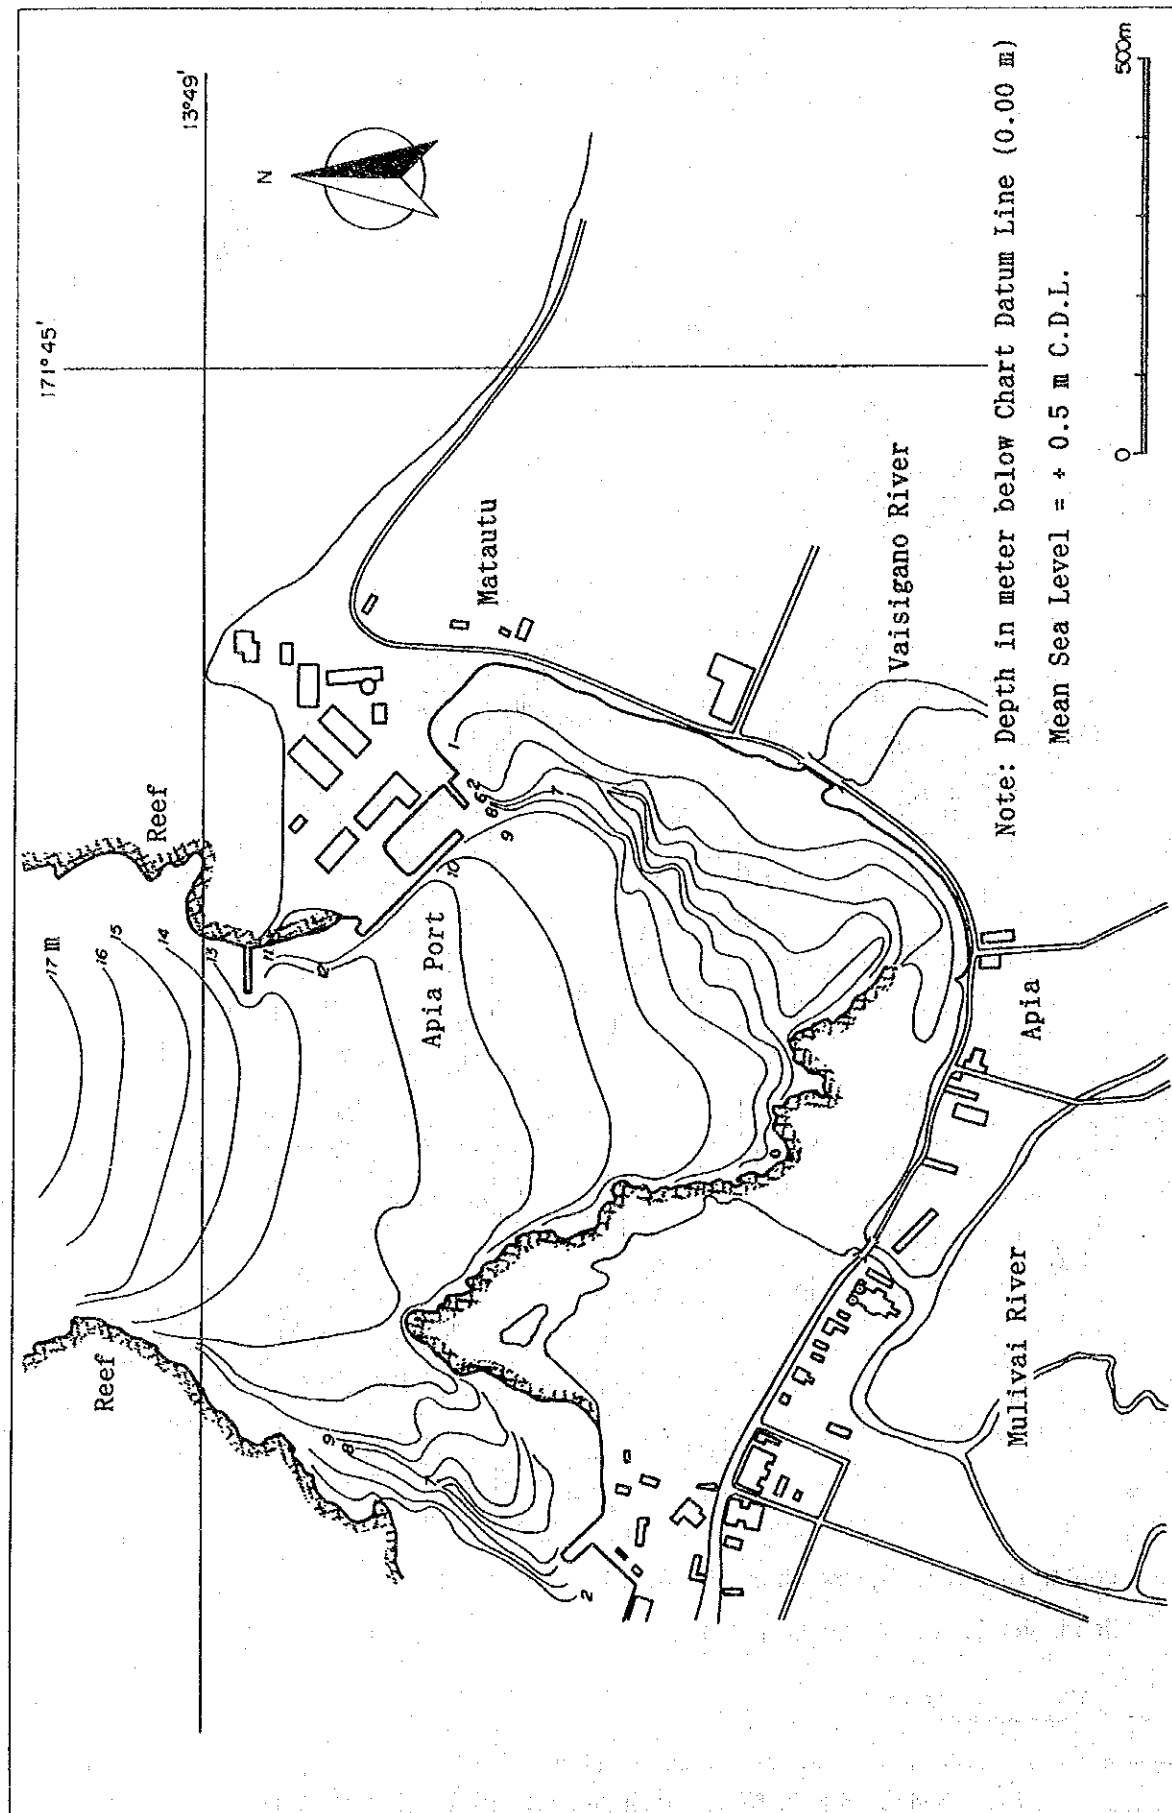 171°45'
13°49'
N
17 m
16
15
14
13
11
12
10
9
8
6
2
1
7
6
9
8
7
2
Reef
Reef
Apia Port
Matautu
Vaisigano River
Apia
Mulivai River
Note: Depth in meter below Chart Datum Line (0.00 m)
Mean Sea Level = + 0.5 m C.D.L.
0
500m